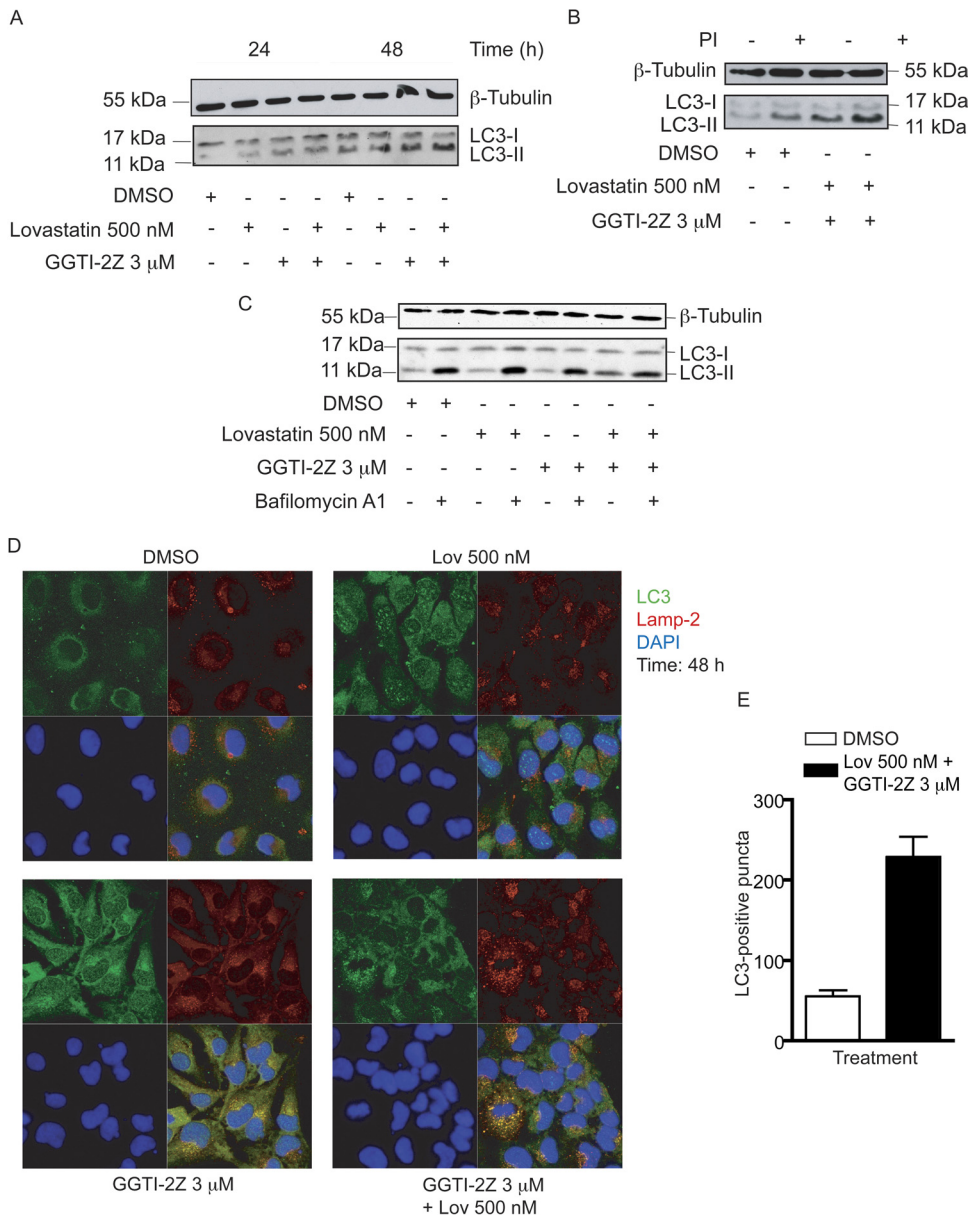 A
24 48 Time (h)
55 kDa
β-Tubulin
17 kDa
LC3-I
11 kDa
LC3-II
DMSO + - - - + - - -
Lovastatin 500 nM - + - + - + - +
GGTI-2Z 3 µM - - + + - - + +
B
PI - + - +
β-Tubulin
55 kDa
LC3-I
17 kDa
LC3-II
11 kDa
DMSO + + - -
Lovastatin 500 nM - - + +
GGTI-2Z 3 µM - - + +
C
55 kDa
β-Tubulin
17 kDa
LC3-I
11 kDa
LC3-II
DMSO + + - - - - - -
Lovastatin 500 nM - - + + - - + +
GGTI-2Z 3 µM - - - - + + + +
Bafilomycin A1 - + - + - + - +
D
DMSO
Lov 500 nM
LC3
Lamp-2
DAPI
Time: 48 h
GGTI-2Z 3 µM
GGTI-2Z 3 µM
+ Lov 500 nM
E
DMSO
Lov 500 nM +
GGTI-2Z 3 µM
300
200
100
0
LC3-positive puncta
Treatment